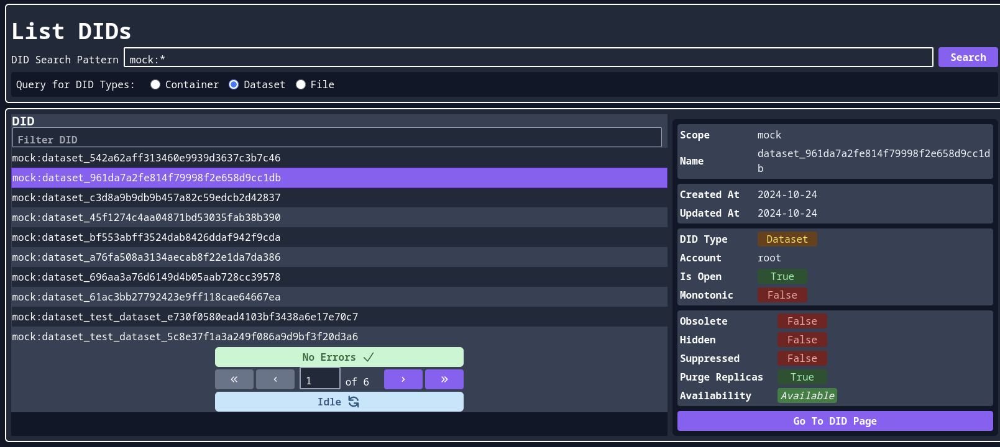 List DIDs
DID Search Pattern mock:* Search
Query for DID Types: Container Dataset File
DID
Filter DID
mock:dataset_542a62aff313460e9939d3637c3b7c46
mock:dataset_961da7a2fe814f79998f2e658d9cc1db
mock:dataset_c3d8a9b9db9b457a82c59edcb2d42837
mock:dataset_45f1274c4aa04871bd53035fab38b390
mock:dataset_bf553abff3524dab8426ddaf942f9cda
mock:dataset_a76fa508a3134aecab8f22e1da7da386
mock:dataset_696aa3a76d6149d4b05aab728cc39578
mock:dataset_61ac3bb27792423e9ff118cae64667ea
mock:dataset_test_dataset_e730f0580ead4103bf3438a6e17e70c7
mock:dataset_test_dataset_5c8e37f1a3a249f086a9d9bf3f20d3a6
No Errors ✓
« ‹ 1 of 6 › »
Idle
Scope mock
Name dataset_961da7a2fe814f79998f2e658d9cc1d
b
Created At 2024-10-24
Updated At 2024-10-24
DID Type Dataset
Account root
Is Open True
Monotonic False
Obsolete False
Hidden False
Suppressed False
Purge Replicas True
Availability Available
Go To DID Page